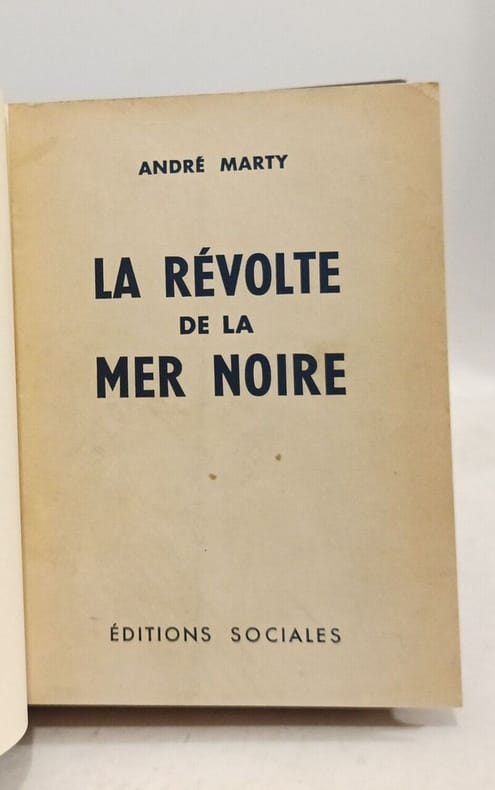 ANDRÉ MARTY
LA RÉVOLTE
DE LA
MER NOIRE
ÉDITIONS SOCIALES